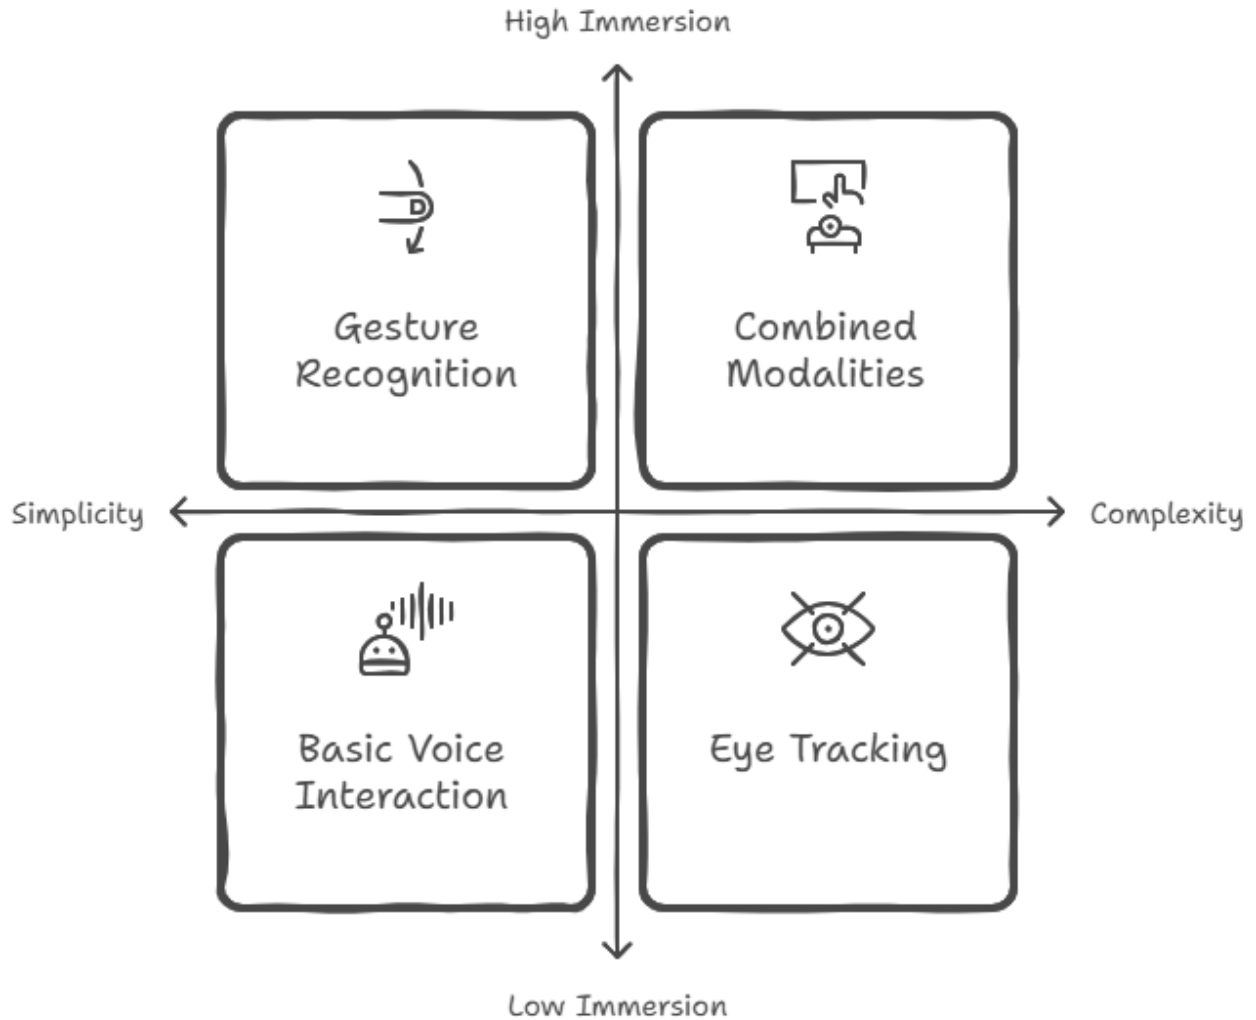 High Immersion
Gesture
Recognition
Combined
Modalities
Simplicity
Complexity
Basic Voice
Interaction
Eye Tracking
Low Immersion